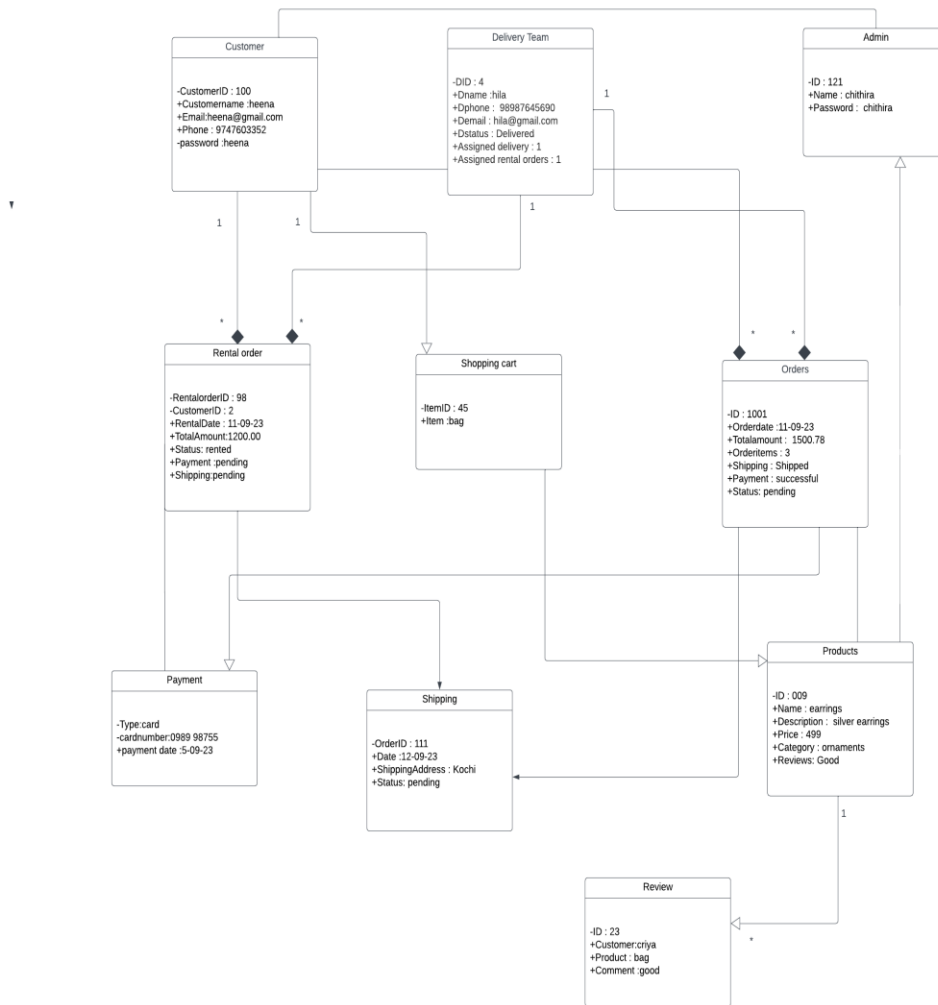 Customer
-CustomerID : 100
+Customername :heena
+Email:heena@gmail.com
+Phone : 9747603352
-password :heena
Delivery Team
-DID : 4
+Dname : hila
+Dphone :  98987645690
+Demail : hila@gmail.com
+Dstatus : Delivered
+Assigned delivery : 1
+Assigned rental orders : 1
Admin
-ID : 121
+Name : chithira
+Password :  chithira
1
1
1
1
*
*
*
*
Rental order
-RentalorderID : 98
-CustomerID : 2
+RentalDate : 11-09-23
+TotalAmount:1200.00
+Status: rented
+Payment :pending
+Shipping:pending
Shopping cart
-ItemID : 45
+Item :bag
Orders
-ID : 1001
+Orderdate :11-09-23
+Totalamount :  1500.78
+Orderitems : 3
+Shipping : Shipped
+Payment : successful
+Status: pending
Payment
-Type:card
-cardnumber:0989 98755
+payment date :5-09-23
Shipping
-OrderID : 111
+Date :12-09-23
+ShippingAddress : Kochi
+Status: pending
Products
-ID : 009
+Name : earrings
+Description :  silver earrings
+Price : 499
+Category : ornaments
+Reviews: Good
1
Review
-ID : 23
+Customer:criya
+Product : bag
+Comment :good
*